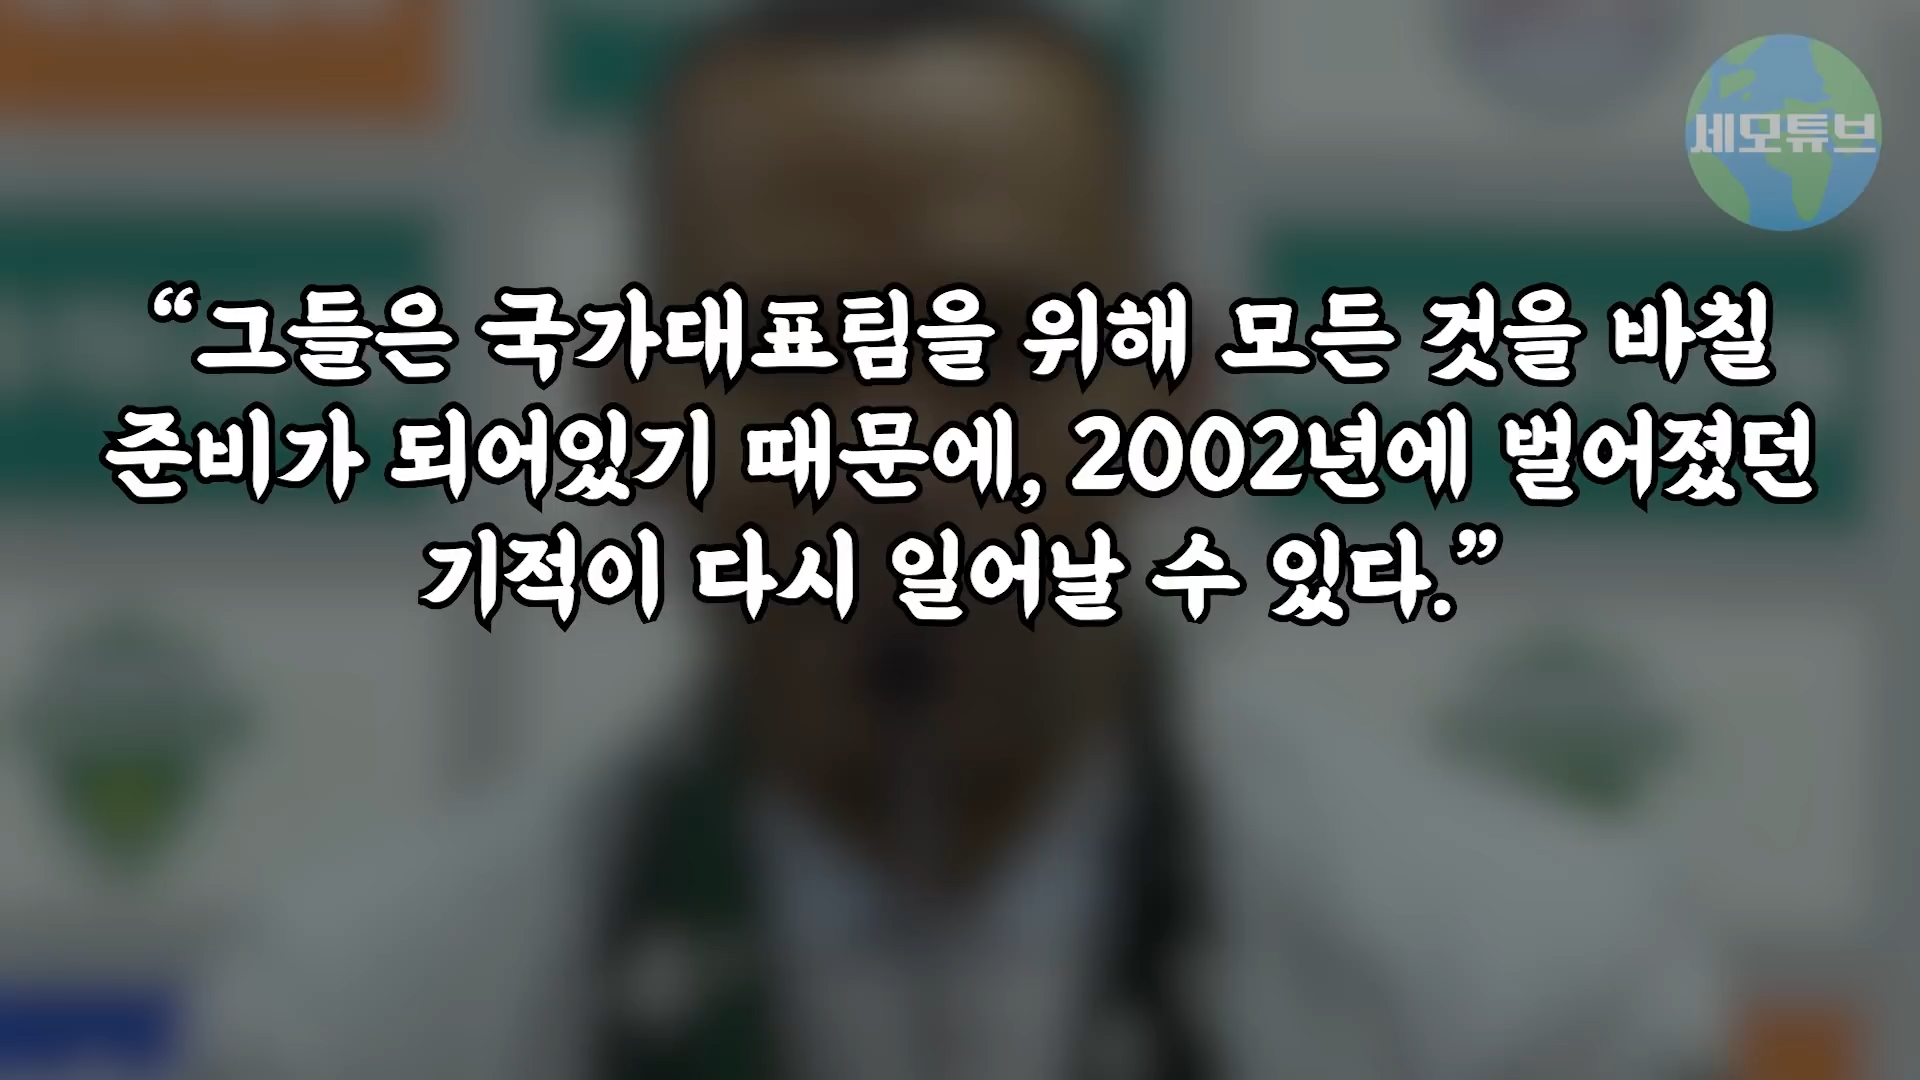 세모튜브
“그들은 국가대표팀을 위해 모든 것을 바칠
준비가 되어있기 때문에, 2002년에 벌어졌던
기적이 다시 일어날 수 있다.”